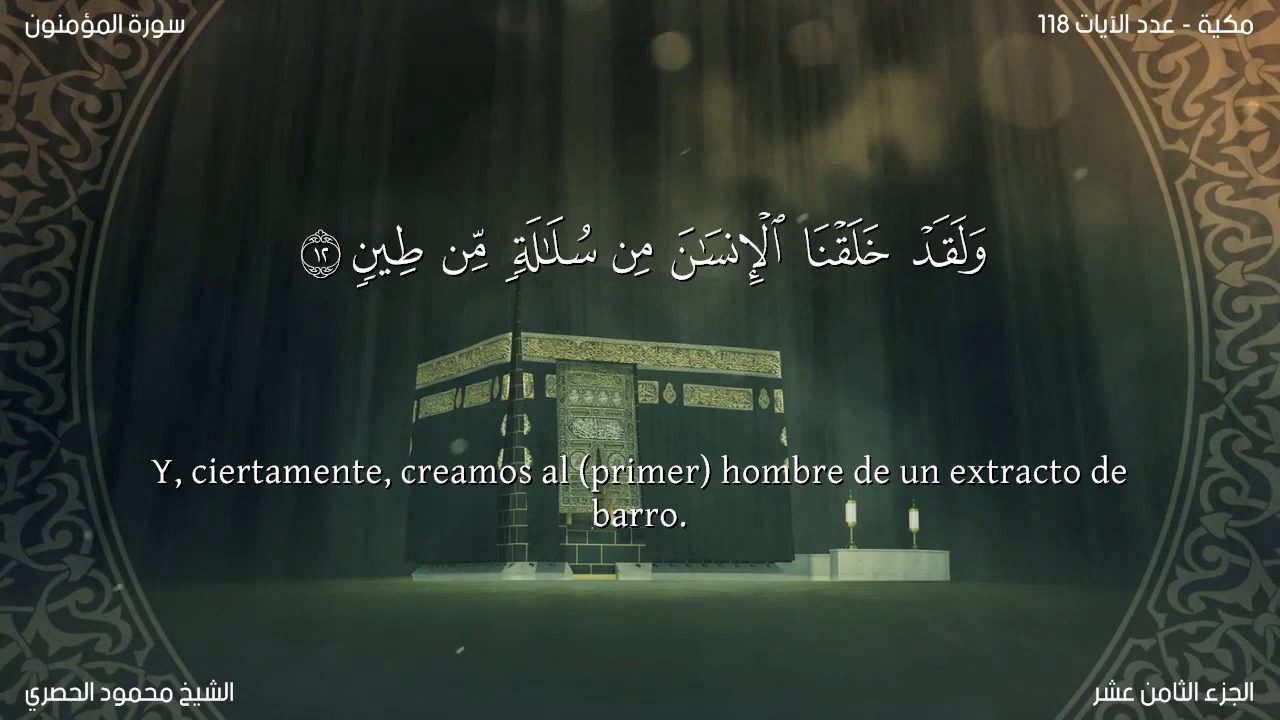 سورة المؤمنون
مكية - عدد الآيات 118
وَلَقَدْ خَلَقْنَا ٱلْإِنسَـٰنَ مِن سُلَـٰلَةٍ مِّن طِينٍ ١٢
Y, ciertamente, creamos al (primer) hombre de un extracto de
barro.
الشيخ محمود الحصري
الجزء الثامن عشر